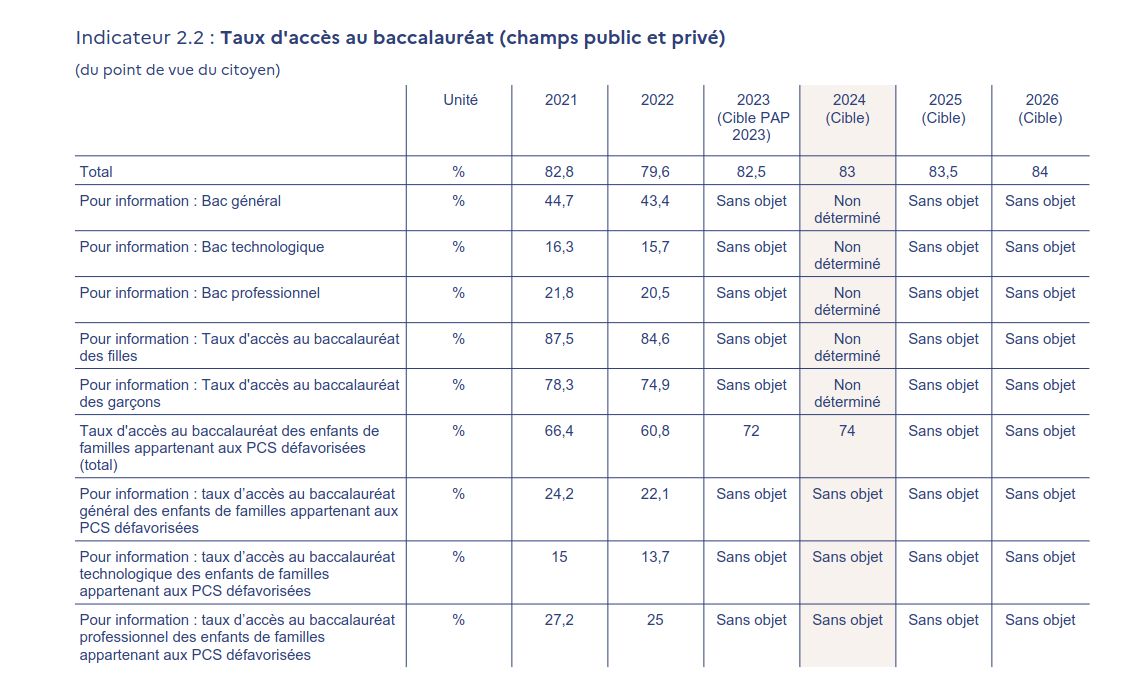 Indicateur 2.2 : Taux d'accès au baccalauréat (champs public et privé)
(du point de vue du citoyen)
Unité 2021 2022 2023 2024 2025 2026
(Cible PAP (Cible) (Cible) (Cible)
2023)
Total % 82,8 79,6 82,5 83 83,5 84
Pour information : Bac général % 44,7 43,4 Sans objet Non Sans objet Sans objet
déterminé
Pour information : Bac technologique % 16,3 15,7 Sans objet Non Sans objet Sans objet
déterminé
Pour information : Bac professionnel % 21,8 20,5 Sans objet Non Sans objet Sans objet
déterminé
Pour information : Taux d'accès au baccalauréat % 87,5 84,6 Sans objet Non Sans objet Sans objet
des filles déterminé
Pour information : Taux d'accès au baccalauréat % 78,3 74,9 Sans objet Non Sans objet Sans objet
des garçons déterminé
Taux d'accès au baccalauréat des enfants de % 66,4 60,8 72 74 Sans objet Sans objet
familles appartenant aux PCS défavorisées
(total)
Pour information : taux d’accès au baccalauréat % 24,2 22,1 Sans objet Sans objet Sans objet Sans objet
général des enfants de familles appartenant aux
PCS défavorisées
Pour information : taux d’accès au baccalauréat % 15 13,7 Sans objet Sans objet Sans objet Sans objet
technologique des enfants de familles
appartenant aux PCS défavorisées
Pour information : taux d’accès au baccalauréat % 27,2 25 Sans objet Sans objet Sans objet Sans objet
professionnel des enfants de familles
appartenant aux PCS défavorisées